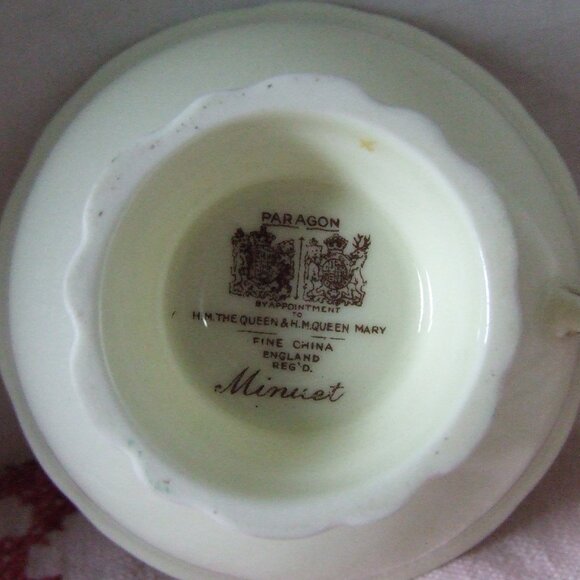 PARAGON
BY APPOINTMENT
TO
H.M. THE QUEEN & H.M. QUEEN MARY
FINE CHINA
ENGLAND
REG'D.
Minuet